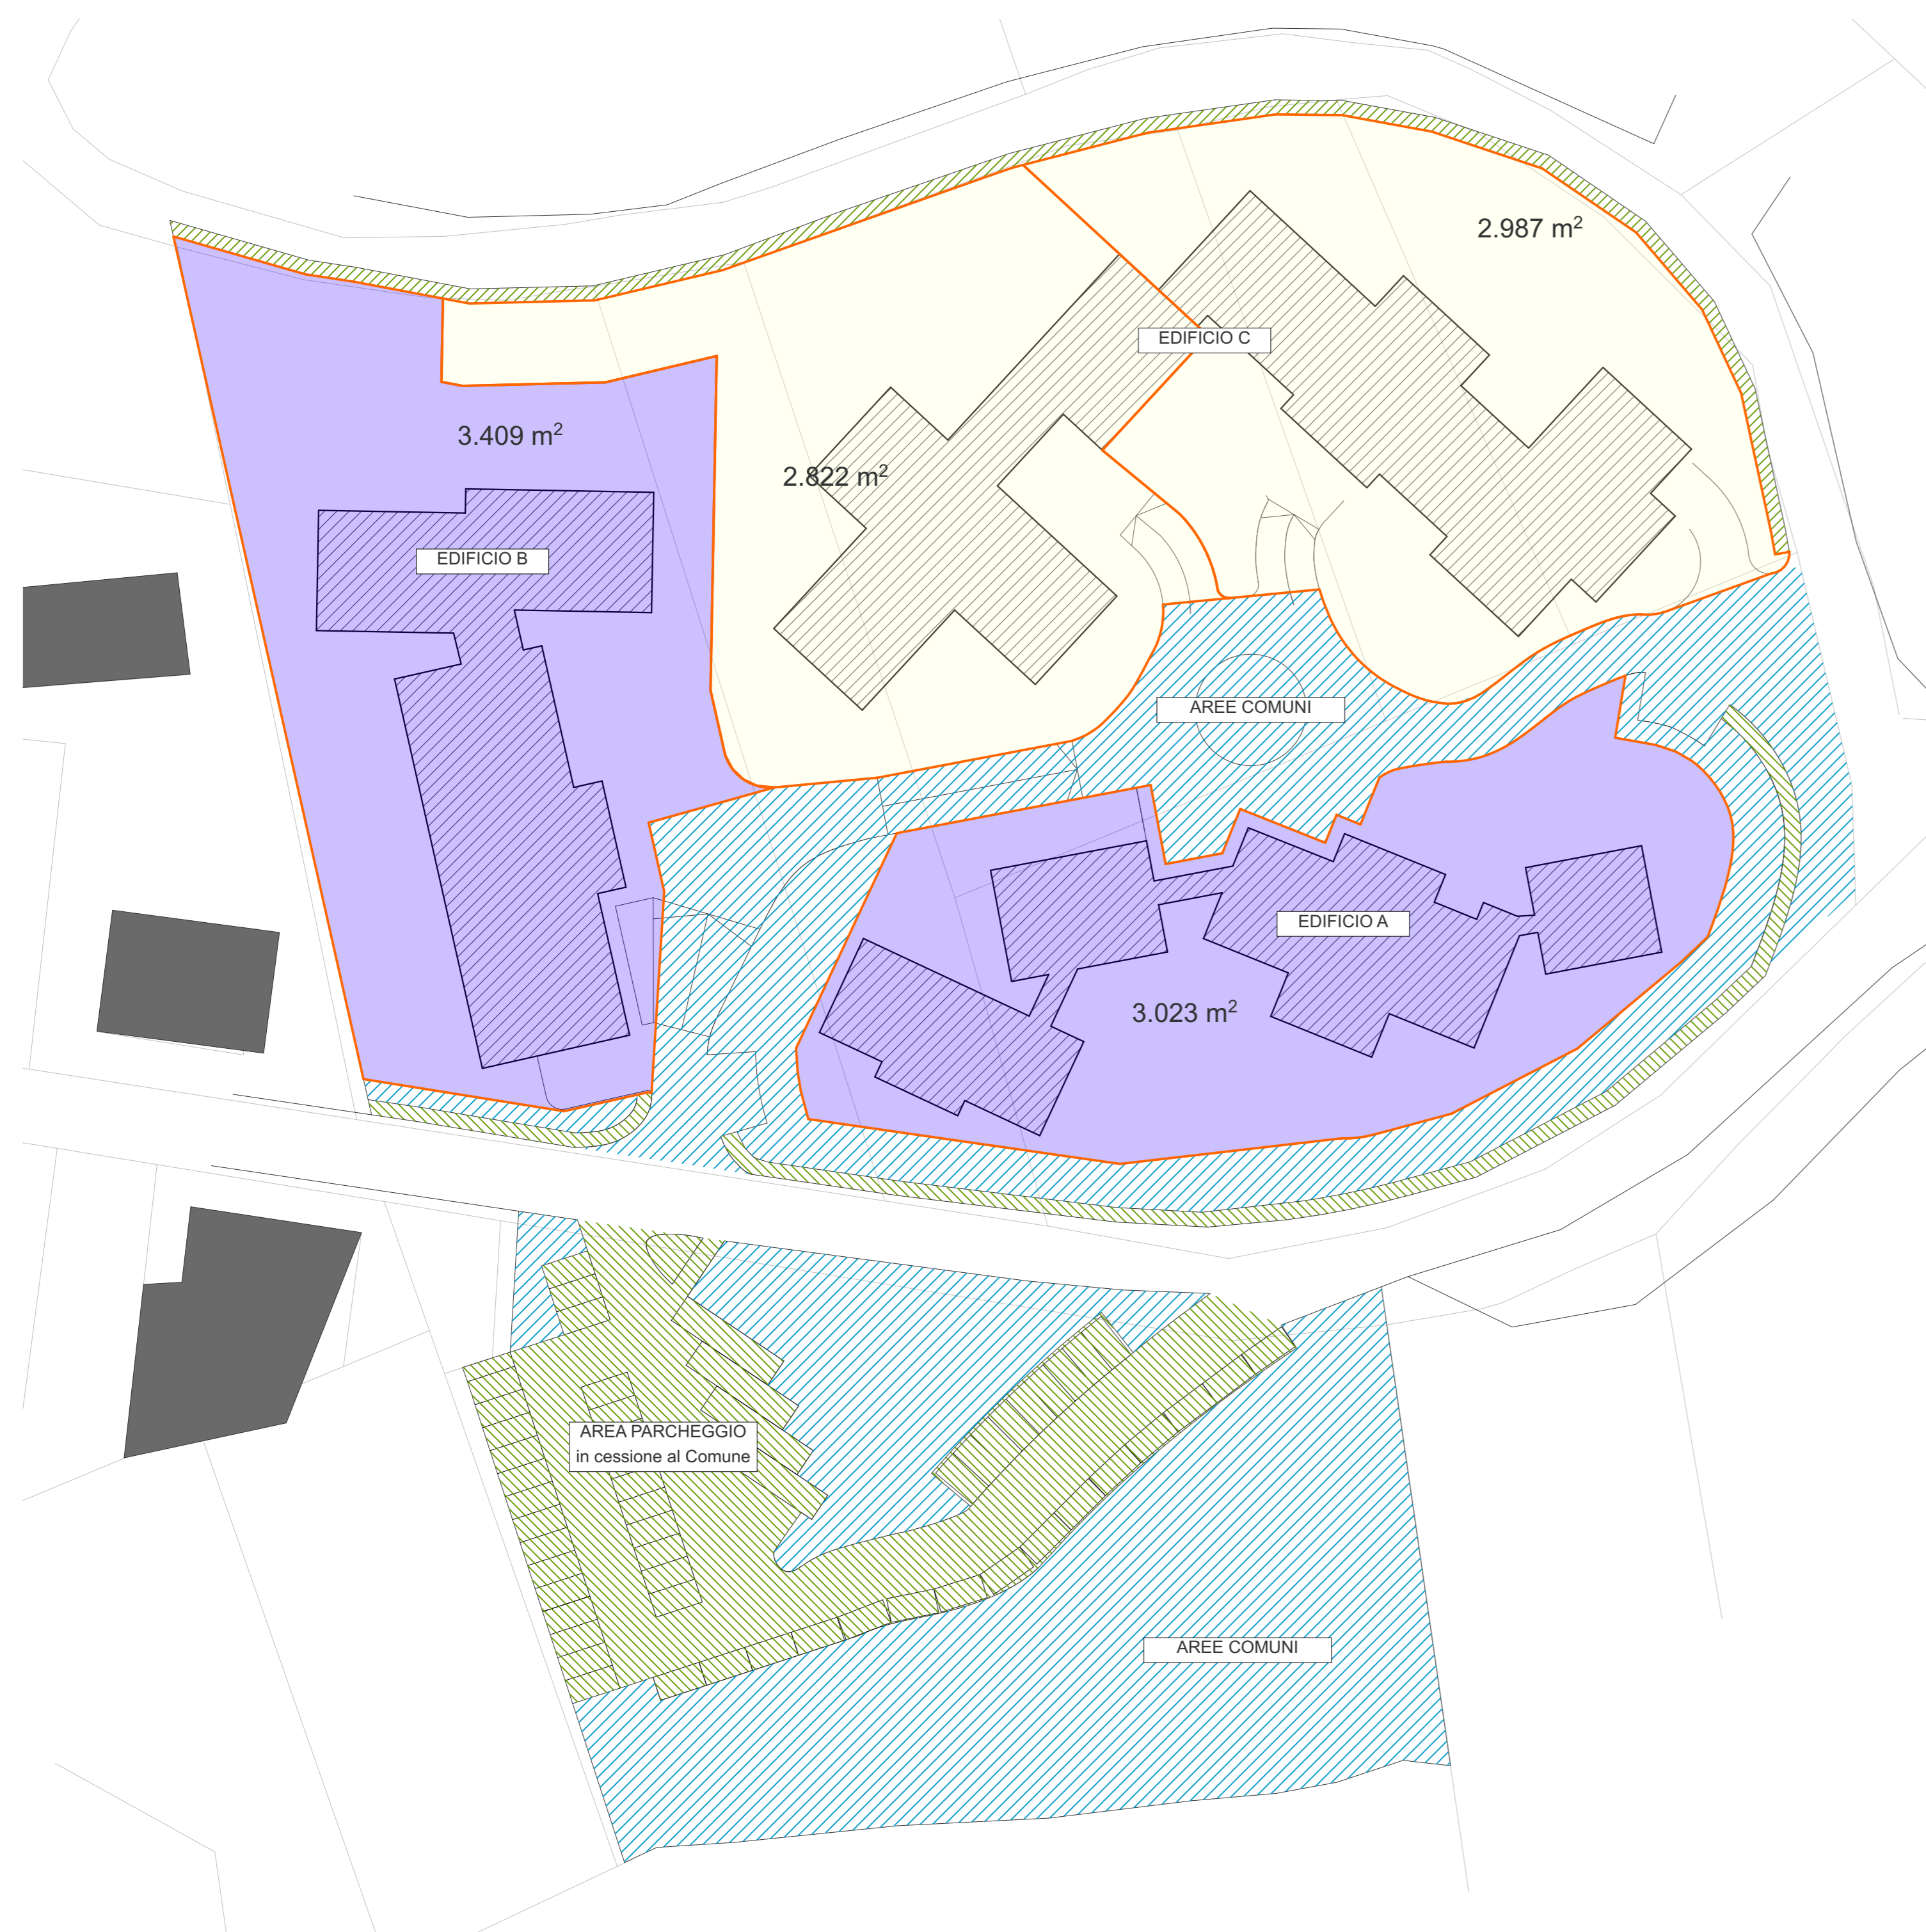 2.987 m²
EDIFICIO C
3.409 m²
2.822 m²
EDIFICIO B
AREE COMUNI
EDIFICIO A
3.023 m²
AREA PARCHEGGIO
in cessione al Comune
AREE COMUNI